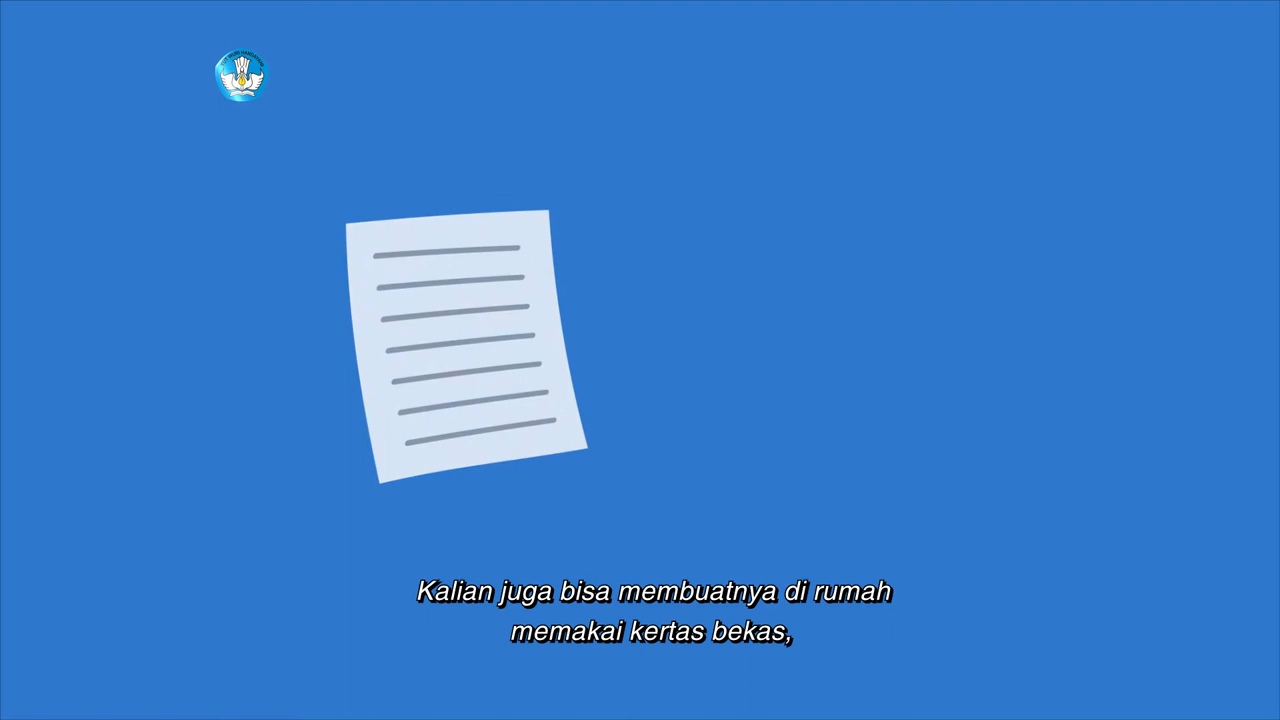 Kalian juga bisa membuatnya di rumah
memakai kertas bekas,